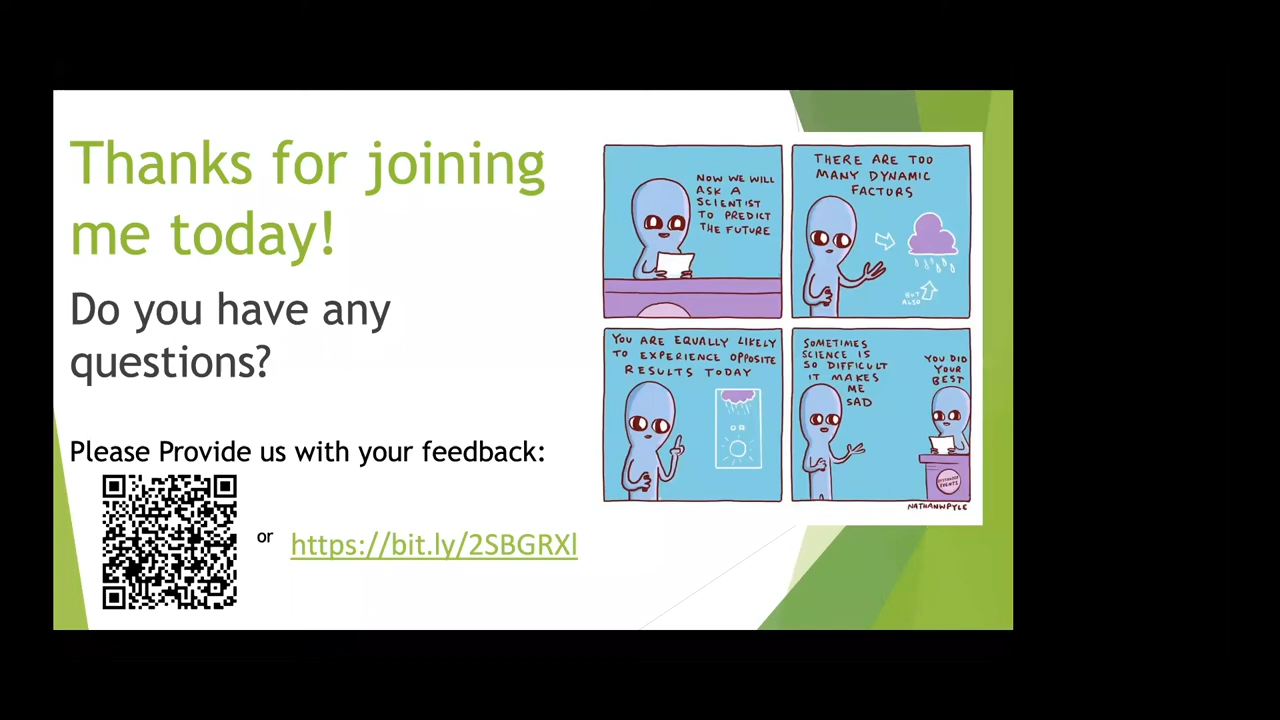 Thanks for joining
me today!
Do you have any
questions?
Please Provide us with your feedback:
or
https://bit.ly/2SBGRXl
NOW WE WILL
ASK A
SCIENTIST
TO PREDICT
THE FUTURE
THERE ARE TOO
MANY DYNAMIC
FACTORS
BUT
ALSO
YOU ARE EQUALLY LIKELY
TO EXPERIENCE OPPOSITE
RESULTS TODAY
OR
SOMETIMES
SCIENCE IS
SO DIFFICULT
IT MAKES
ME
SAD
YOU DID
YOUR
BEST
EVENTS
NATHANWPYLE